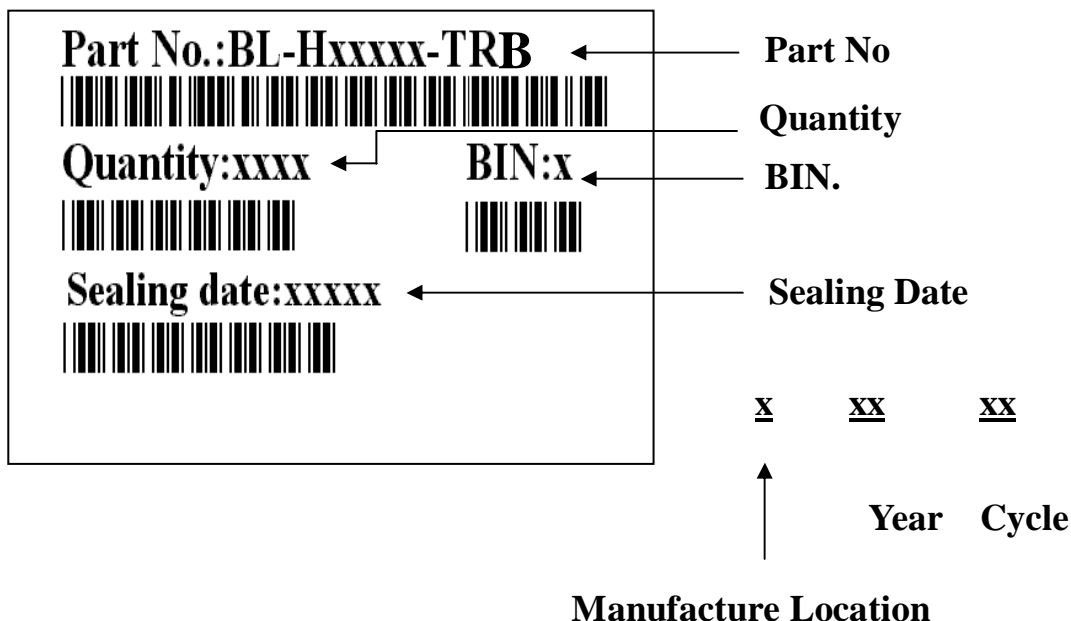 Part No.:BL-Hxxxxx-TRB
Part No
Quantity
Quantity:xxxx
BIN:x
BIN.
Sealing date:xxxxx
Sealing Date
x xx xx
Year Cycle
Manufacture Location